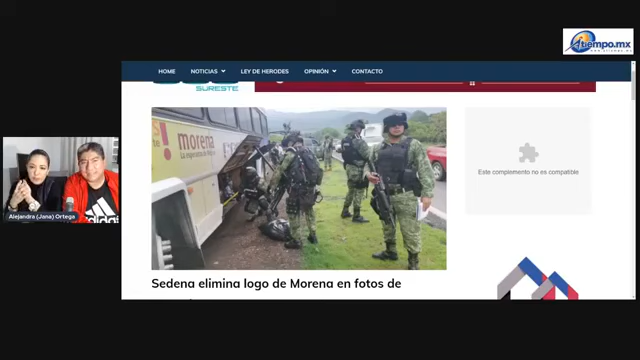 atiempo.mx
HOME NOTICIAS LEY DE HERODES OPINIÓN CONTACTO
SURESTE
morena
La esperanza de México
Este complemento no es compatible
Alejandra (Jana) Ortega
adidas
Sedena elimina logo de Morena en fotos de